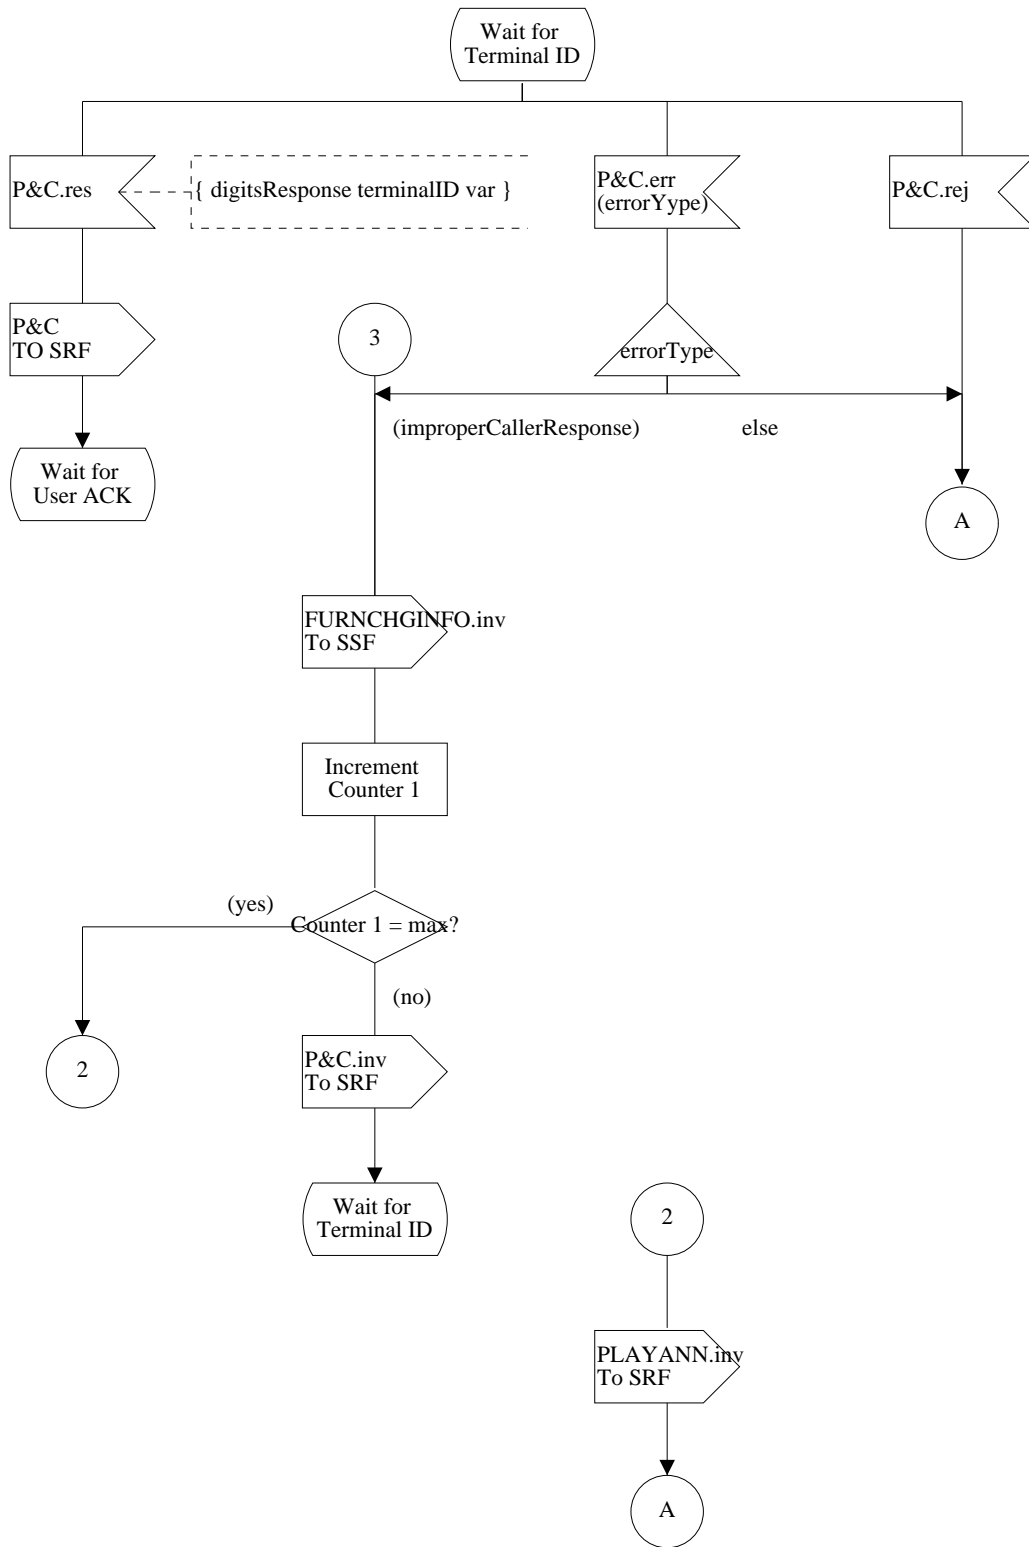 Wait for
Terminal ID
P&C.res
{ digitsResponse terminalID var }
P&C.err
(errorYype)
P&C.rej
P&C
TO SRF
3
errorType
(improperCallerResponse)
else
Wait for
User ACK
A
FURNCHGINFO.inv
To SSF
Increment
Counter 1
(yes)
Counter 1 = max?
(no)
2
P&C.inv
To SRF
Wait for
Terminal ID
2
PLAYANN.inv
To SRF
A